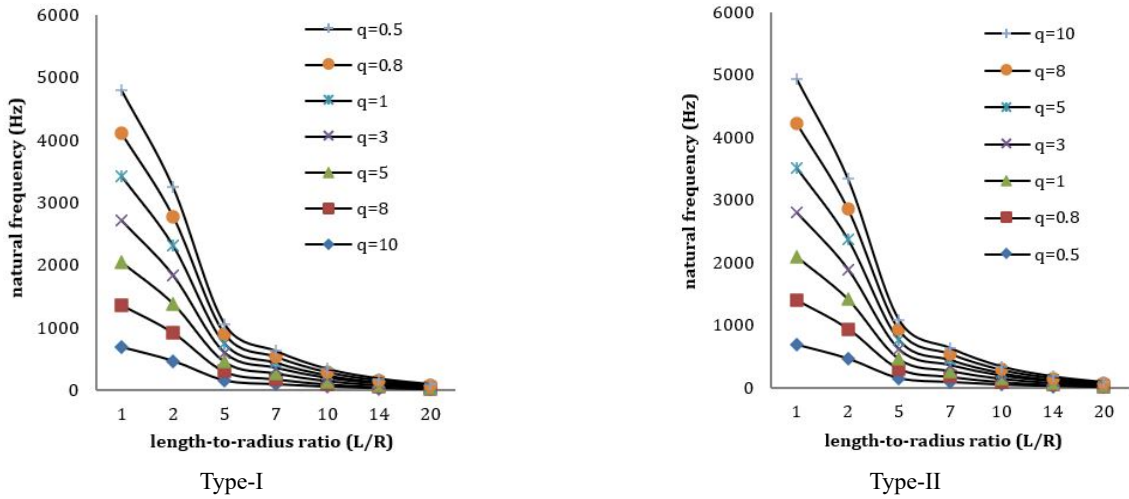 6000
5000
4000
3000
2000
1000
0
natural frequency (Hz)
q=0.5
q=0.8
q=1
q=3
q=5
q=8
q=10
1 2 5 7 10 14 20
length-to-radius ratio (L/R)
Type-I
6000
5000
4000
3000
2000
1000
0
natural frequency (Hz)
q=10
q=8
q=5
q=3
q=1
q=0.8
q=0.5
1 2 5 7 10 14 20
length-to-radius ratio (L/R)
Type-II